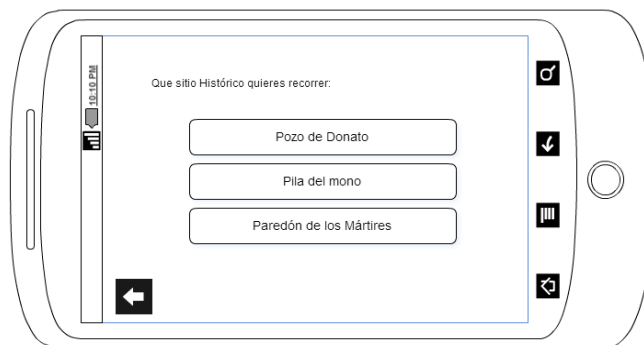 10:10 PM
Que sitio Histórico quieres recorrer:
Pozo de Donato
Pila del mono
Paredón de los Mártires